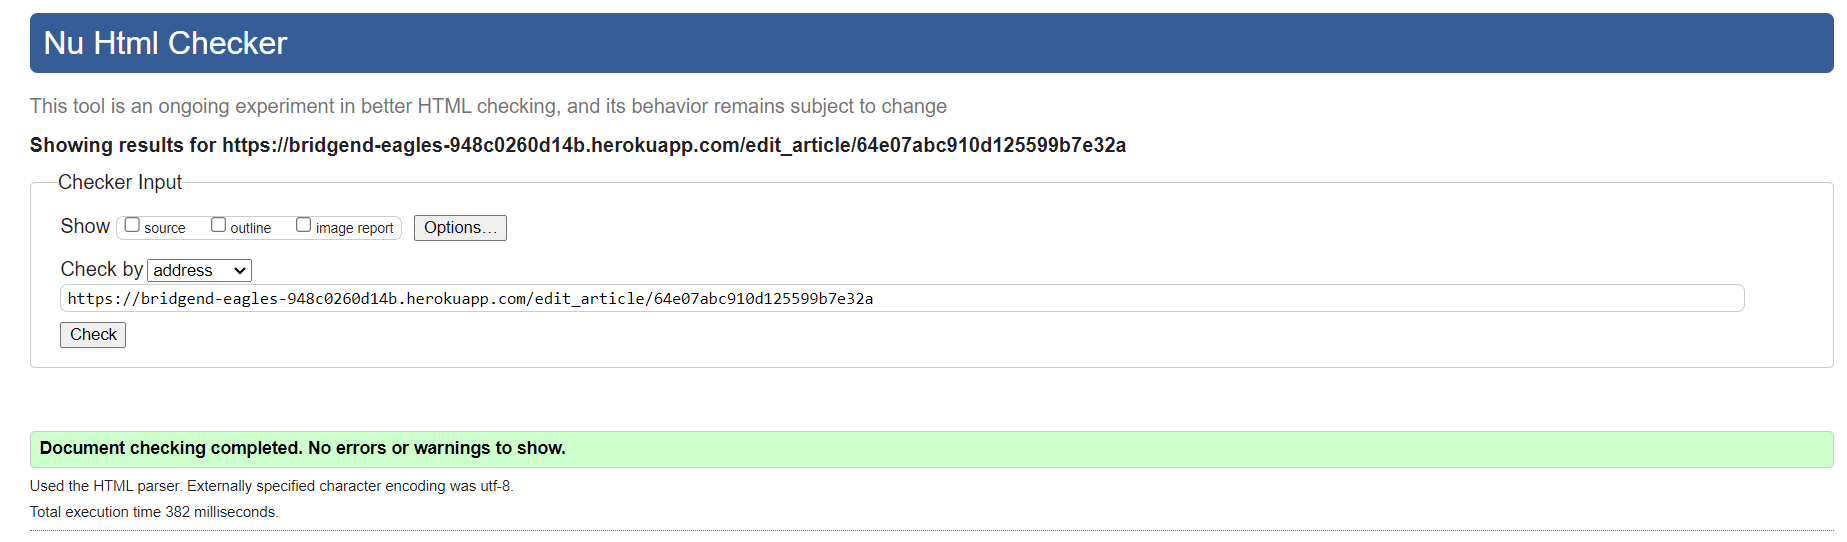 Nu Html Checker
This tool is an ongoing experiment in better HTML checking, and its behavior remains subject to change
Showing results for https://bridgend-eagles-948c0260d14b.herokuapp.com/edit_article/64e07abc910d125599b7e32a
Checker Input
Show source outline image report Options...
Check by address
https://bridgend-eagles-948c0260d14b.herokuapp.com/edit_article/64e07abc910d125599b7e32a
Check
Document checking completed. No errors or warnings to show.
Used the HTML parser. Externally specified character encoding was utf-8.
Total execution time 382 milliseconds.